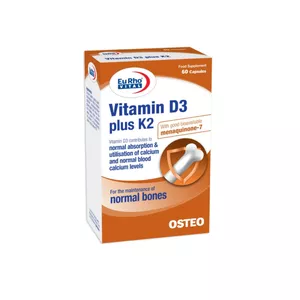 EuRho
VITAL
Food Supplement
60 Capsules
Vitamin D3
plus K2
With good bioavailable
menaquinone-7
Vitamin D3 contributes to
normal absorption &
utilisation of calcium
and normal blood
calcium levels
For the maintenance of
normal bones
OSTEO